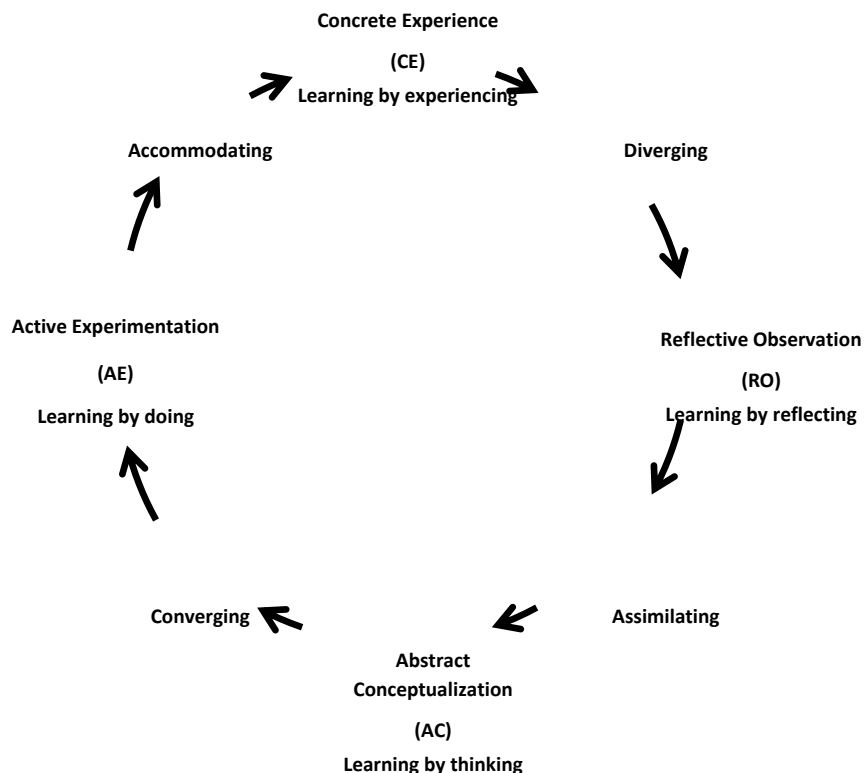 Concrete Experience
(CE)
Learning by experiencing
Accommodating
Diverging
Active Experimentation
(AE)
Learning by doing
Reflective Observation
(RO)
Learning by reflecting
Converging
Assimilating
Abstract
Conceptualization
(AC)
Learning by thinking